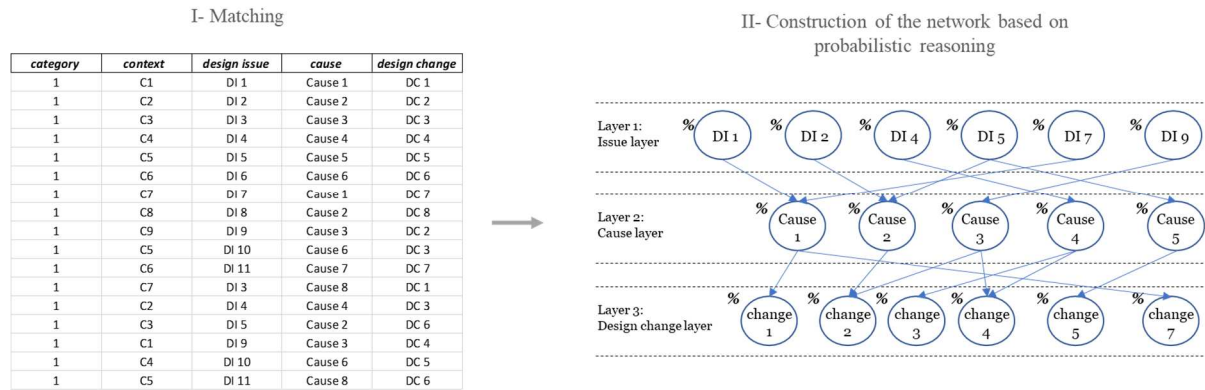 I- Matching
category context design issue cause design change
1 C1 DI 1 Cause 1 DC 1
1 C2 DI 2 Cause 2 DC 2
1 C3 DI 3 Cause 3 DC 3
1 C4 DI 4 Cause 4 DC 4
1 C5 DI 5 Cause 5 DC 5
1 C6 DI 6 Cause 6 DC 6
1 C7 DI 7 Cause 1 DC 7
1 C8 DI 8 Cause 2 DC 8
1 C9 DI 9 Cause 3 DC 2
1 C5 DI 10 Cause 6 DC 3
1 C6 DI 11 Cause 7 DC 7
1 C7 DI 3 Cause 8 DC 1
1 C2 DI 4 Cause 4 DC 3
1 C3 DI 5 Cause 2 DC 6
1 C1 DI 9 Cause 3 DC 4
1 C4 DI 10 Cause 6 DC 5
1 C5 DI 11 Cause 8 DC 6
II- Construction of the network based on
probabilistic reasoning
Layer 1:
Issue layer
% DI 1 % DI 2 % DI 4 % DI 5 % DI 7 % DI 9
Layer 2:
Cause layer
% % % % %
Cause Cause Cause Cause Cause
1 2 3 4 5
Layer 3:
Design change layer
% % % % % %
change change change change change change
1 2 3 4 5 7